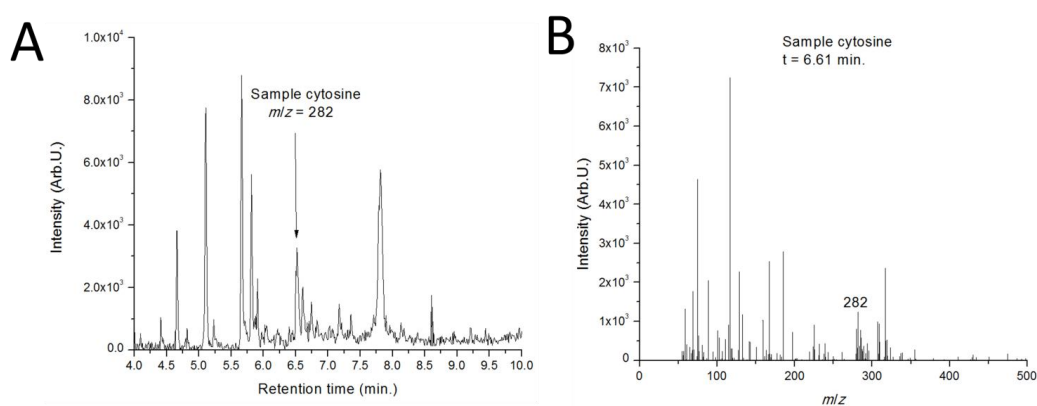 A
1.0x10⁴
8.0x10³
6.0x10³
4.0x10³
2.0x10³
0.0
Intensity (Arb.U.)
Sample cytosine
m/z = 282
4.0 4.5 5.0 5.5 6.0 6.5 7.0 7.5 8.0 8.5 9.0 9.5 10.0
Retention time (min.)
B
8x10³
7x10³
6x10³
5x10³
4x10³
3x10³
2x10³
1x10³
0
Intensity (Arb.U.)
Sample cytosine
t = 6.61 min.
282
0 100 200 300 400 500
m/z